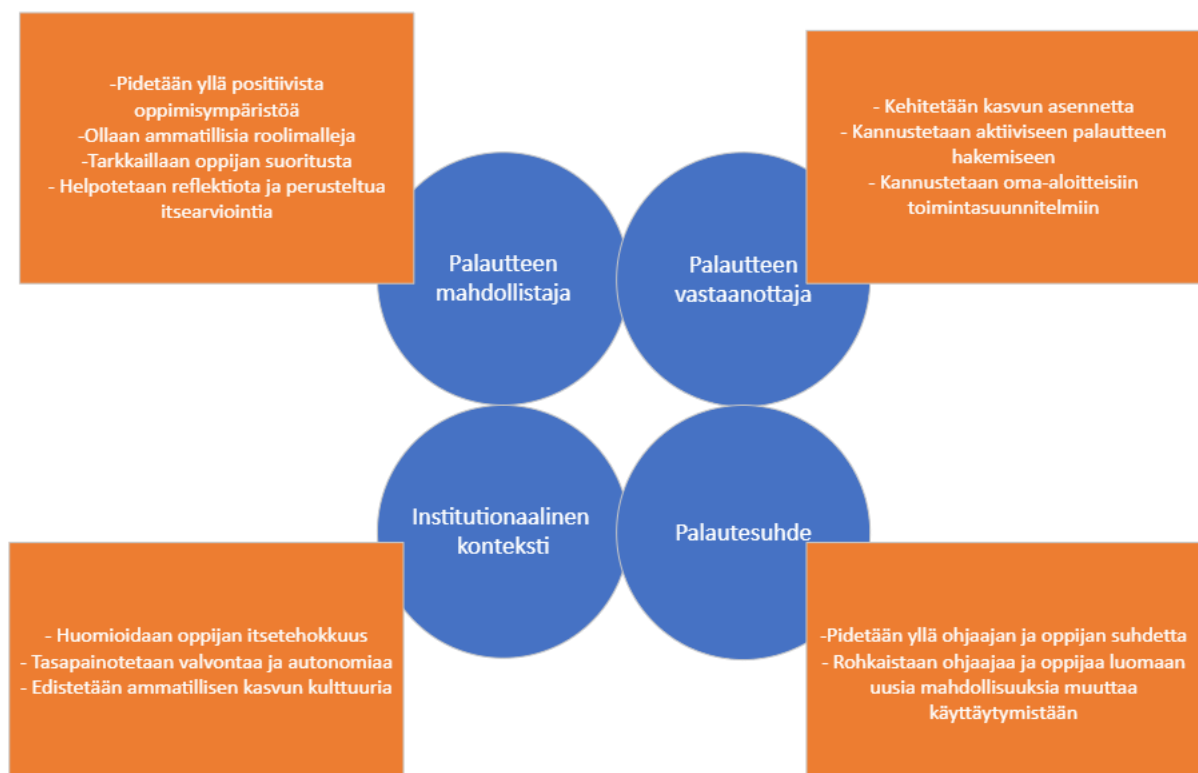 -Pidetään yllä positiivista
oppimisympäristöä
-Ollaan ammatillisia roolimalleja
-Tarkkaillaan oppijan suoritusta
- Helpotetaan reflektiota ja perusteltua
itsearviointia
- Kehitetään kasvun asennetta
- Kannustetaan aktiiviseen palautteen
hakemiseen
- Kannustetaan oma-aloitteisiin
toimintasuunnitelmiin
Palautteen
mahdollistaja
Palautteen
vastaanottaja
Institutionaalinen
konteksti
Palautesuhde
- Huomioidaan oppijan itsetehokkuus
- Tasapainotetaan valvontaa ja autonomiaa
- Edistetään ammatillisen kasvun kulttuuria
-Pidetään yllä ohjaajan ja oppijan suhdetta
- Rohkaistaan ohjaajaa ja oppijaa luomaan
uusia mahdollisuuksia muuttaa
käyttäytymistään